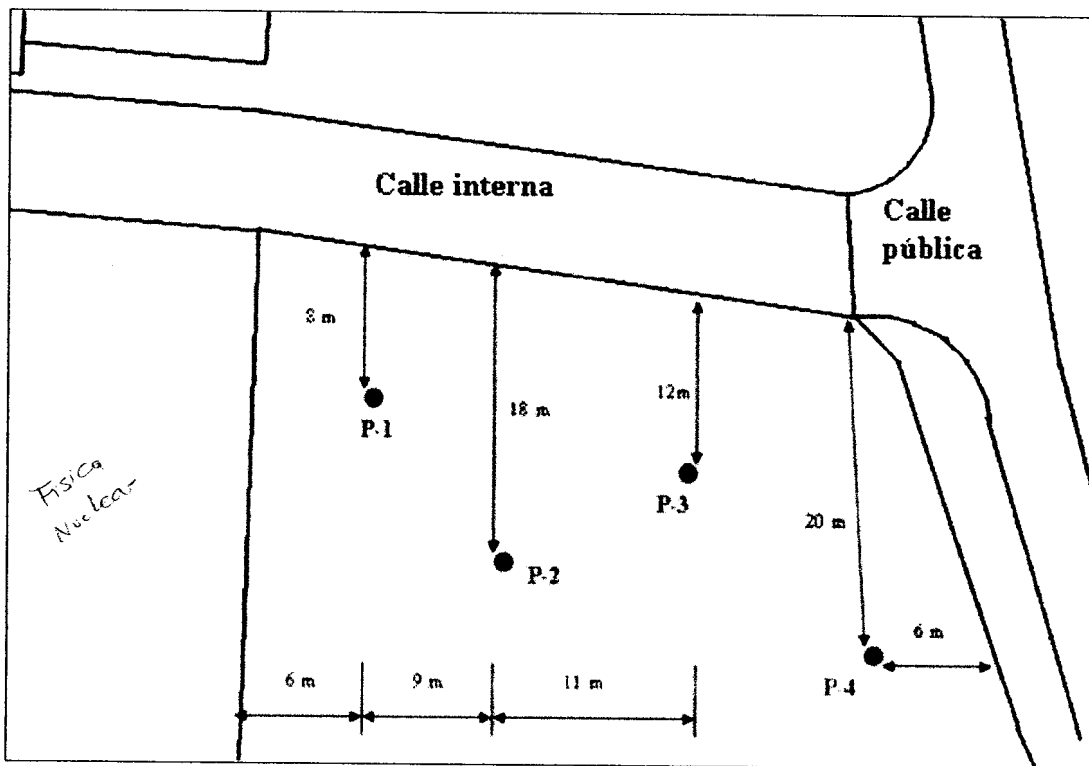 Calle interna
Calle
pública
8 m
18 m
12m
P-1
P-3
Fisica
Nuclear
20 m
P-2
6 m
P-4
6 m
9 m
11 m